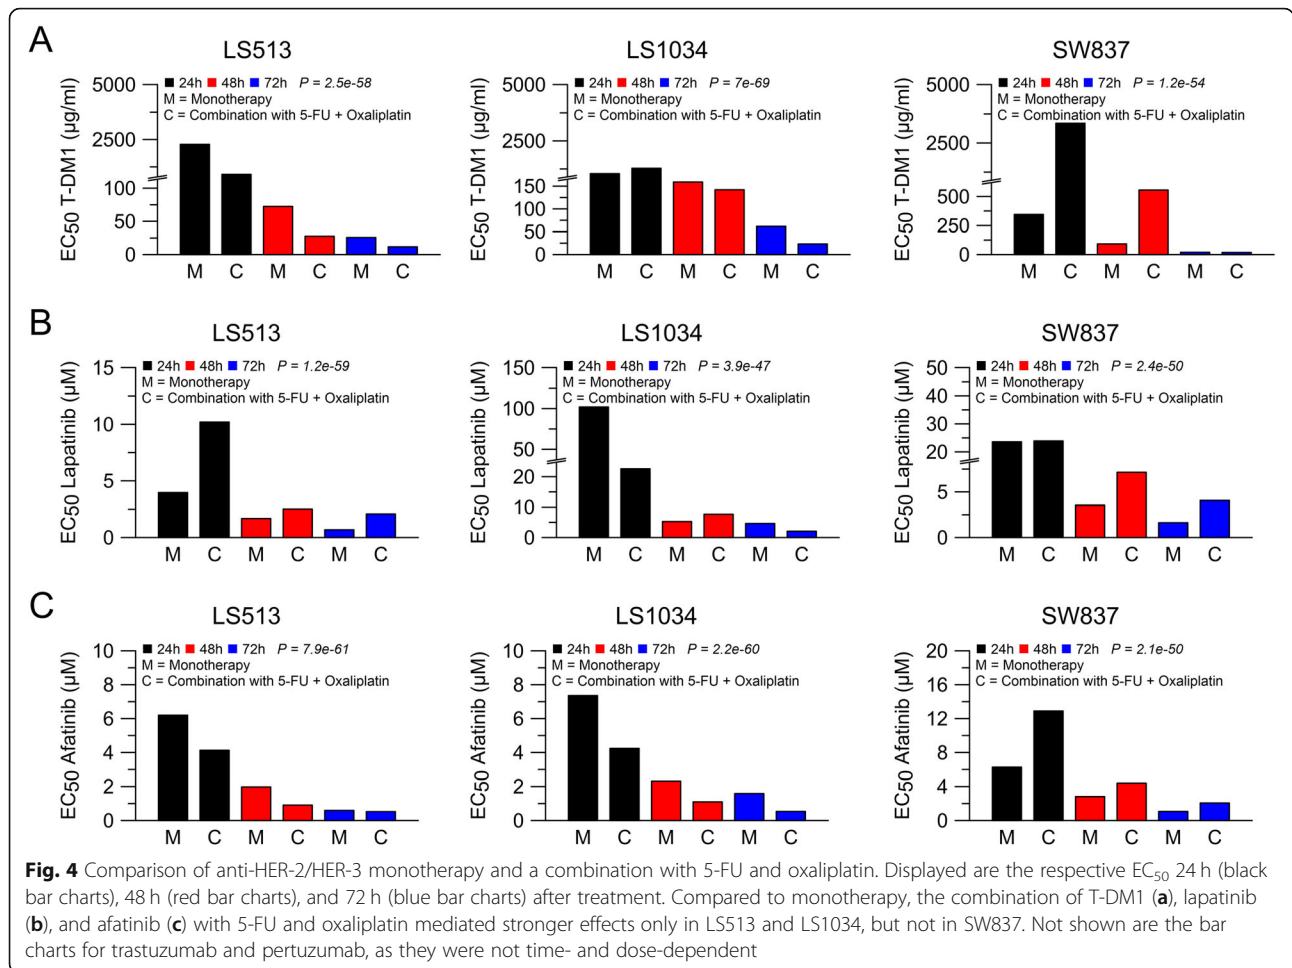 A
LS513
LS1034
SW837
■ 24h ■ 48h ■ 72h P = 2.5e-58
M = Monotherapy
C = Combination with 5-FU + Oxaliplatin
EC50 T-DM1 (µg/ml)
5000
2500
100
50
0
M C M C M C
■ 24h ■ 48h ■ 72h P = 7e-69
M = Monotherapy
C = Combination with 5-FU + Oxaliplatin
EC50 T-DM1 (µg/ml)
5000
2500
150
100
50
0
M C M C M C
■ 24h ■ 48h ■ 72h P = 1.2e-54
M = Monotherapy
C = Combination with 5-FU + Oxaliplatin
EC50 T-DM1 (µg/ml)
5000
2500
500
250
0
M C M C M C
B
LS513
LS1034
SW837
■ 24h ■ 48h ■ 72h P = 1.2e-59
M = Monotherapy
C = Combination with 5-FU + Oxaliplatin
EC50 Lapatinib (µM)
15
10
5
0
M C M C M C
■ 24h ■ 48h ■ 72h P = 3.9e-47
M = Monotherapy
C = Combination with 5-FU + Oxaliplatin
EC50 Lapatinib (µM)
150
100
50
20
10
0
M C M C M C
■ 24h ■ 48h ■ 72h P = 2.4e-50
M = Monotherapy
C = Combination with 5-FU + Oxaliplatin
EC50 Lapatinib (µM)
50
40
30
20
5
0
M C M C M C
C
LS513
LS1034
SW837
■ 24h ■ 48h ■ 72h P = 7.9e-61
M = Monotherapy
C = Combination with 5-FU + Oxaliplatin
EC50 Afatinib (µM)
10
8
6
4
2
0
M C M C M C
■ 24h ■ 48h ■ 72h P = 2.2e-60
M = Monotherapy
C = Combination with 5-FU + Oxaliplatin
EC50 Afatinib (µM)
10
8
6
4
2
0
M C M C M C
■ 24h ■ 48h ■ 72h P = 2.1e-50
M = Monotherapy
C = Combination with 5-FU + Oxaliplatin
EC50 Afatinib (µM)
20
16
12
8
4
0
M C M C M C
Fig. 4 Comparison of anti-HER-2/HER-3 monotherapy and a combination with 5-FU and oxaliplatin. Displayed are the respective EC50 24 h (black
bar charts), 48 h (red bar charts), and 72 h (blue bar charts) after treatment. Compared to monotherapy, the combination of T-DM1 (a), lapatinib
(b), and afatinib (c) with 5-FU and oxaliplatin mediated stronger effects only in LS513 and LS1034, but not in SW837. Not shown are the bar
charts for trastuzumab and pertuzumab, as they were not time- and dose-dependent